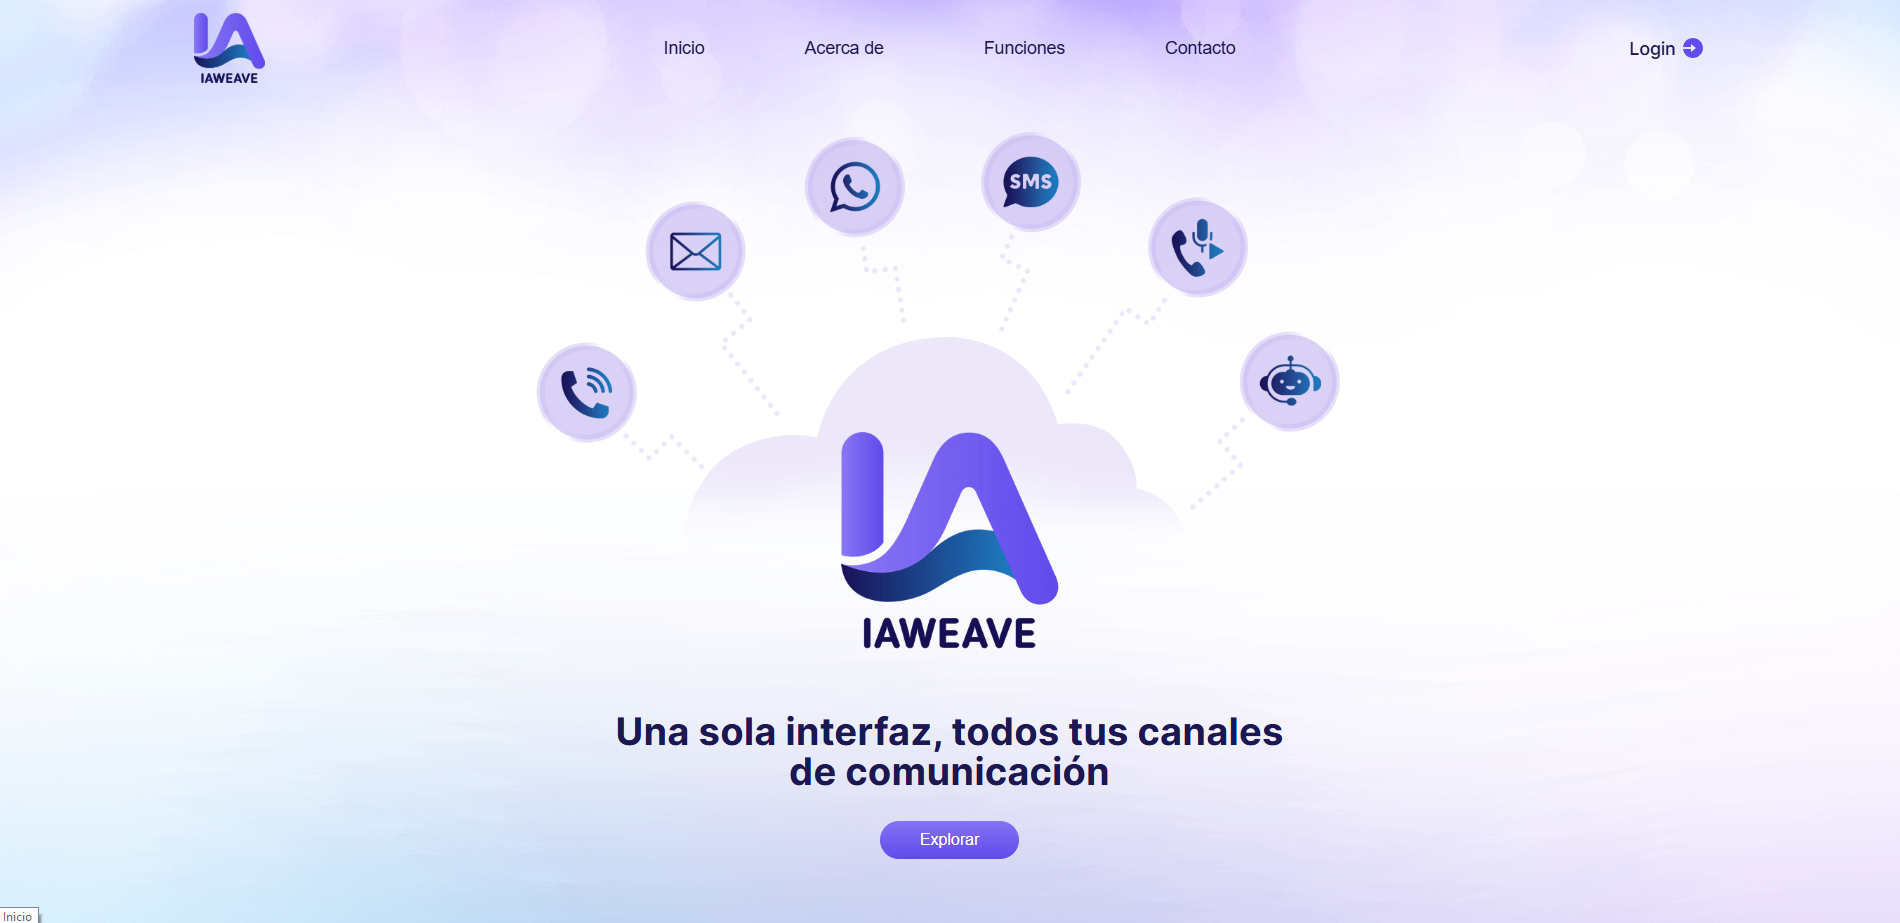 IAWEAVE
Inicio
Acerca de
Funciones
Contacto
Login
SMS
IA
IAWEAVE
Una sola interfaz, todos tus canales
de comunicación
Explorar
Inicio